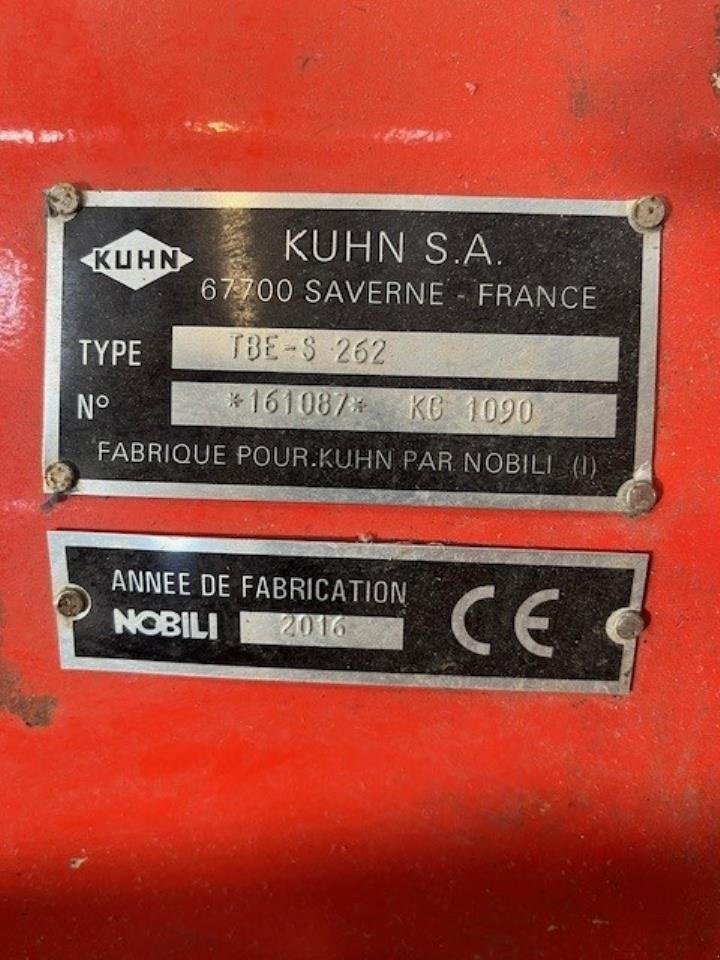 KUHN
KUHN S.A.
67700 SAVERNE - FRANCE
TYPE TBE-S 262
N° *161087* KG 1090
FABRIQUE POUR.KUHN PAR NOBILI (I)
ANNEE DE FABRICATION
NOBILI 2016
CE